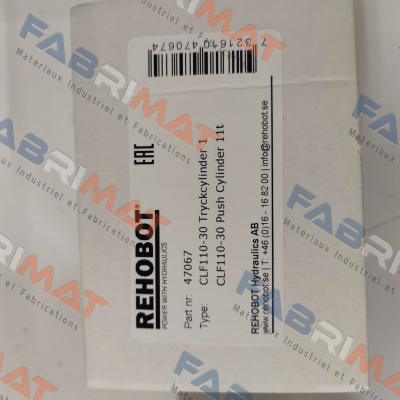 REHOBOT
POWER WITH HYDRAULICS
EAC
Part nr: 47067
Type: CLF110-30 Tryckcylinder 1
CLF110-30 Push Cylinder 11t
REHOBOT Hydraulics AB
www.rehobot.se | T: +46 (0)16 - 16 82 00 | info@rehobot.se
7 321610 470674
FABRIMAT
Materiaux Industriel et Fabrications